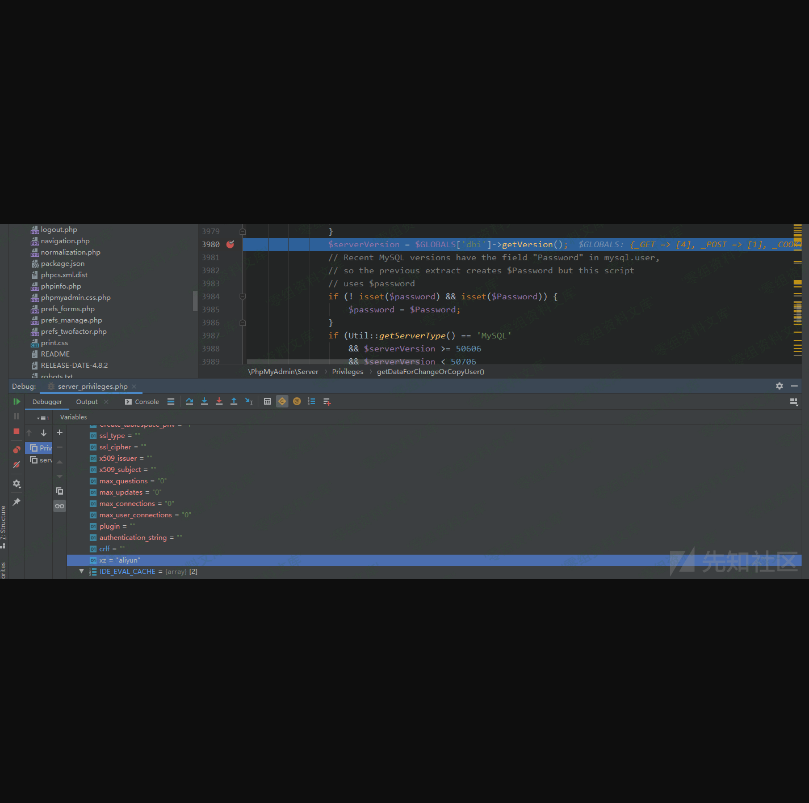 logout.php
navigation.php
normalization.php
package.json
phpcs.xml.dist
phpinfo.php
phpmyadmin.css.php
prefs_forms.php
prefs_manage.php
prefs_twofactor.php
print.css
README
RELEASE-DATE-4.8.2
robots.txt
3979 }
3980 $serverVersion = $GLOBALS['dbi']->getVersion(); $GLOBALS: {_GET => [4], _POST => [1], _COO
3981 // Recent MySQL versions have the field "Password" in mysql.user,
3982 // so the previous extract creates $Password but this script
3983 // uses $password
3984 if (! isset($password) && isset($Password)) {
3985 $password = $Password;
3986 }
3987 if (Util::getServerType() == 'MySQL'
3988 && $serverVersion >= 50606
3989 && $serverVersion < 50706
\PhpMyAdmin\Server › Privileges › getDataForChangeOrCopyUser()
Debug: server_privileges.php ×
Debugger Output × Console
Variables
Priv
serv
create_tablespace_priv = "
ssl_type = ""
ssl_cipher = ""
x509_issuer = ""
x509_subject = ""
max_questions = "0"
max_updates = "0"
max_connections = "0"
max_user_connections = "0"
plugin = ""
authentication_string = ""
crlf = ""
xz = "aliyun"
IDE_EVAL_CACHE = {array} [2]
7: Structure
先知社区